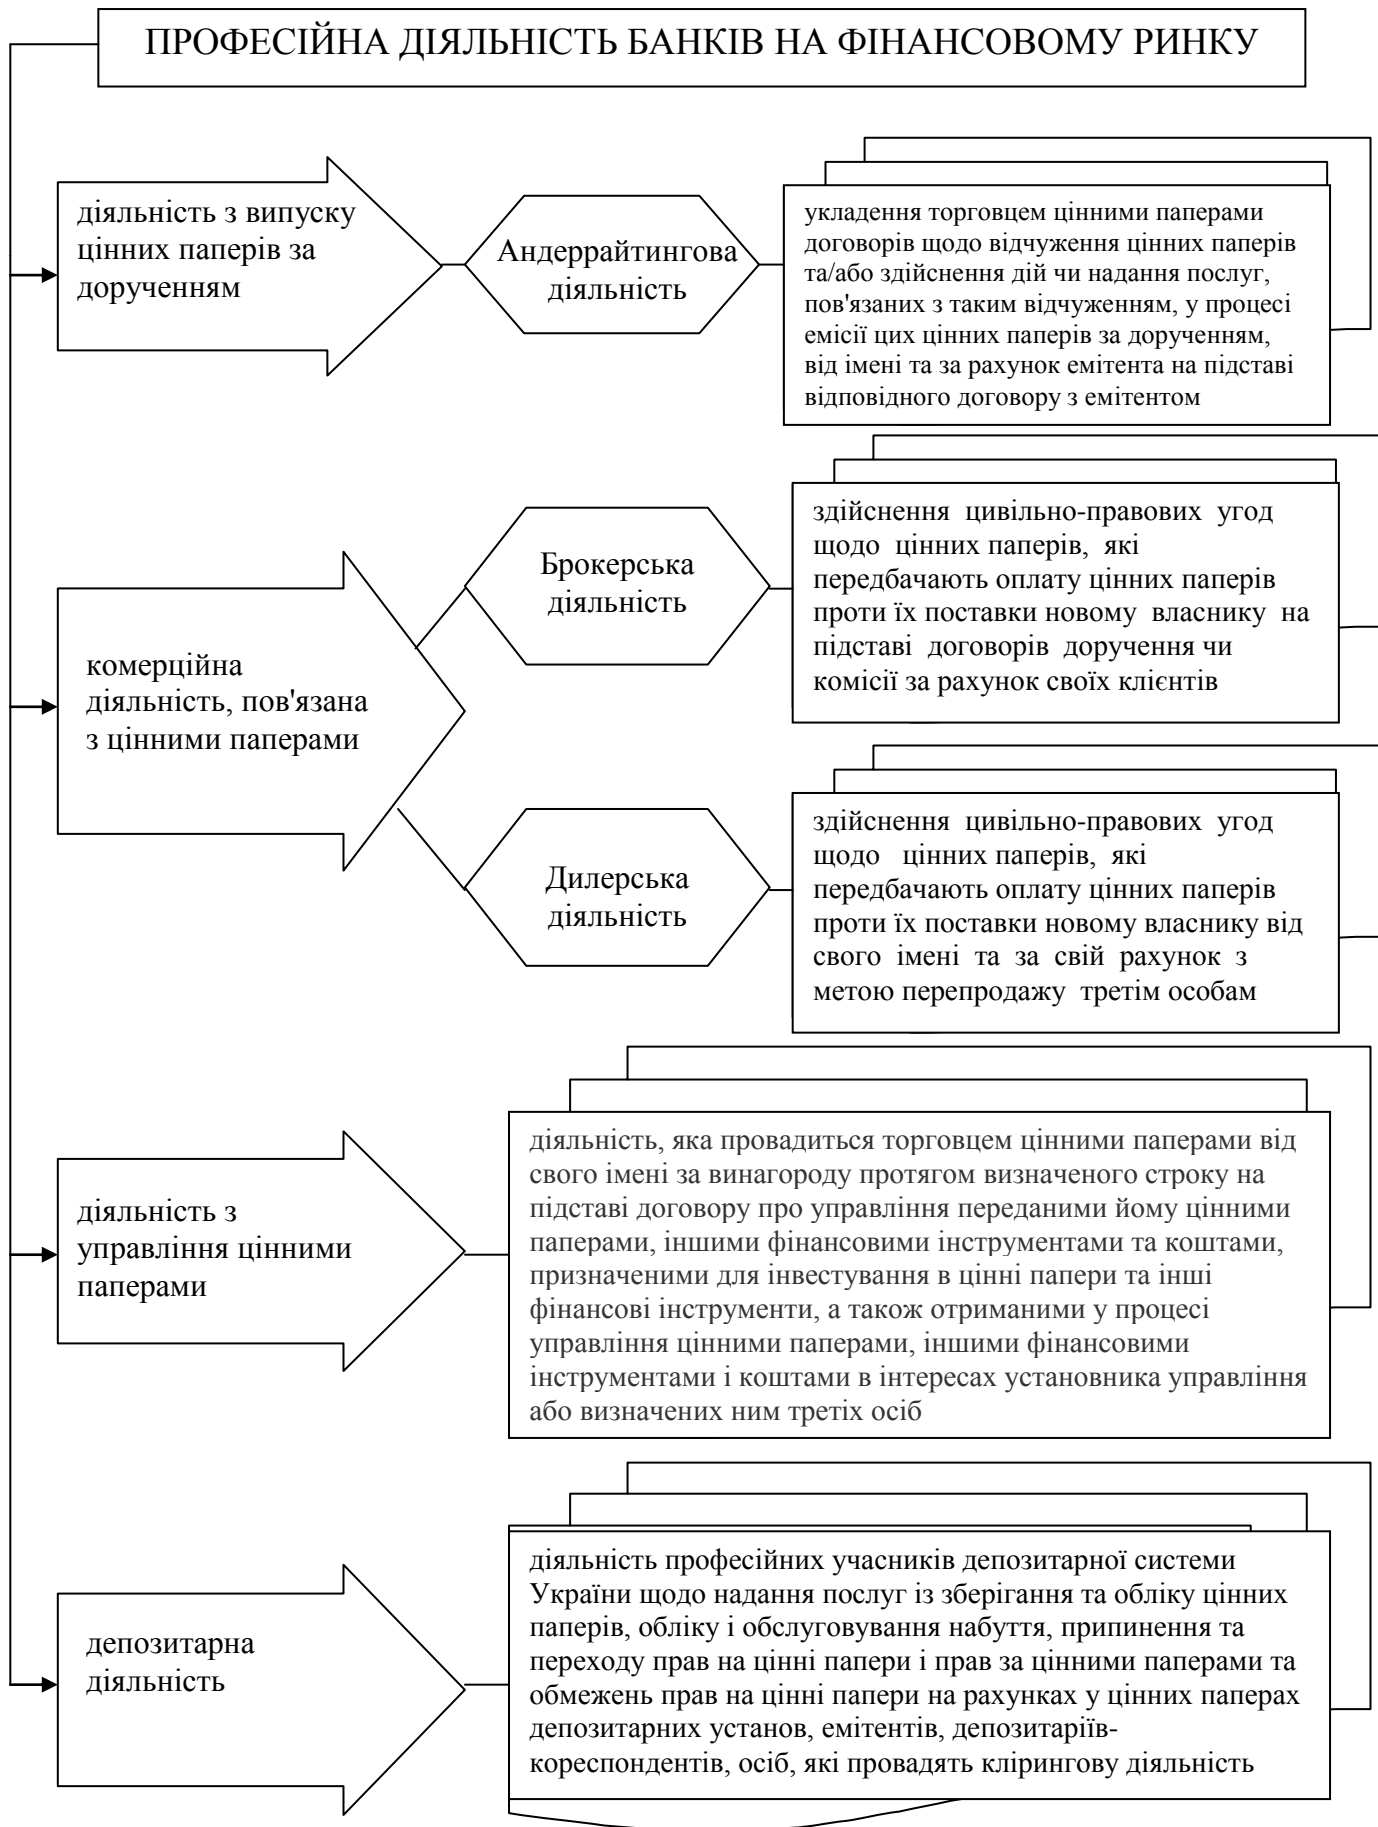 ПРОФЕСІЙНА ДІЯЛЬНІСТЬ БАНКІВ НА ФІНАНСОВОМУ РИНКУ
діяльність з випуску
цінних паперів за
дорученням
Андеррайтингова
діяльність
укладення торговцем цінними паперами
договорів щодо відчуження цінних паперів
та/або здійснення дій чи надання послуг,
пов'язаних з таким відчуженням, у процесі
емісії цих цінних паперів за дорученням,
від імені та за рахунок емітента на підставі
відповідного договору з емітентом
комерційна
діяльність, пов'язана
з цінними паперами
Брокерська
діяльність
здійснення цивільно-правових угод
щодо цінних паперів, які
передбачають оплату цінних паперів
проти їх поставки новому власнику на
підставі договорів доручення чи
комісії за рахунок своїх клієнтів
Дилерська
діяльність
здійснення цивільно-правових угод
щодо цінних паперів, які
передбачають оплату цінних паперів
проти їх поставки новому власнику від
свого імені та за свій рахунок з
метою перепродажу третім особам
діяльність з
управління цінними
паперами
діяльність, яка провадиться торговцем цінними паперами від
свого імені за винагороду протягом визначеного строку на
підставі договору про управління переданими йому цінними
паперами, іншими фінансовими інструментами та коштами,
призначеними для інвестування в цінні папери та інші
фінансові інструменти, а також отриманими у процесі
управління цінними паперами, іншими фінансовими
інструментами і коштами в інтересах установника управління
або визначених ним третіх осіб
депозитарна
діяльність
діяльність професійних учасників депозитарної системи
України щодо надання послуг із зберігання та обліку цінних
паперів, обліку і обслуговування набуття, припинення та
переходу прав на цінні папери і прав за цінними паперами та
обмежень прав на цінні папери на рахунках у цінних паперах
депозитарних установ, емітентів, депозитаріїв-
кореспондентів, осіб, які провадять клірингову діяльність